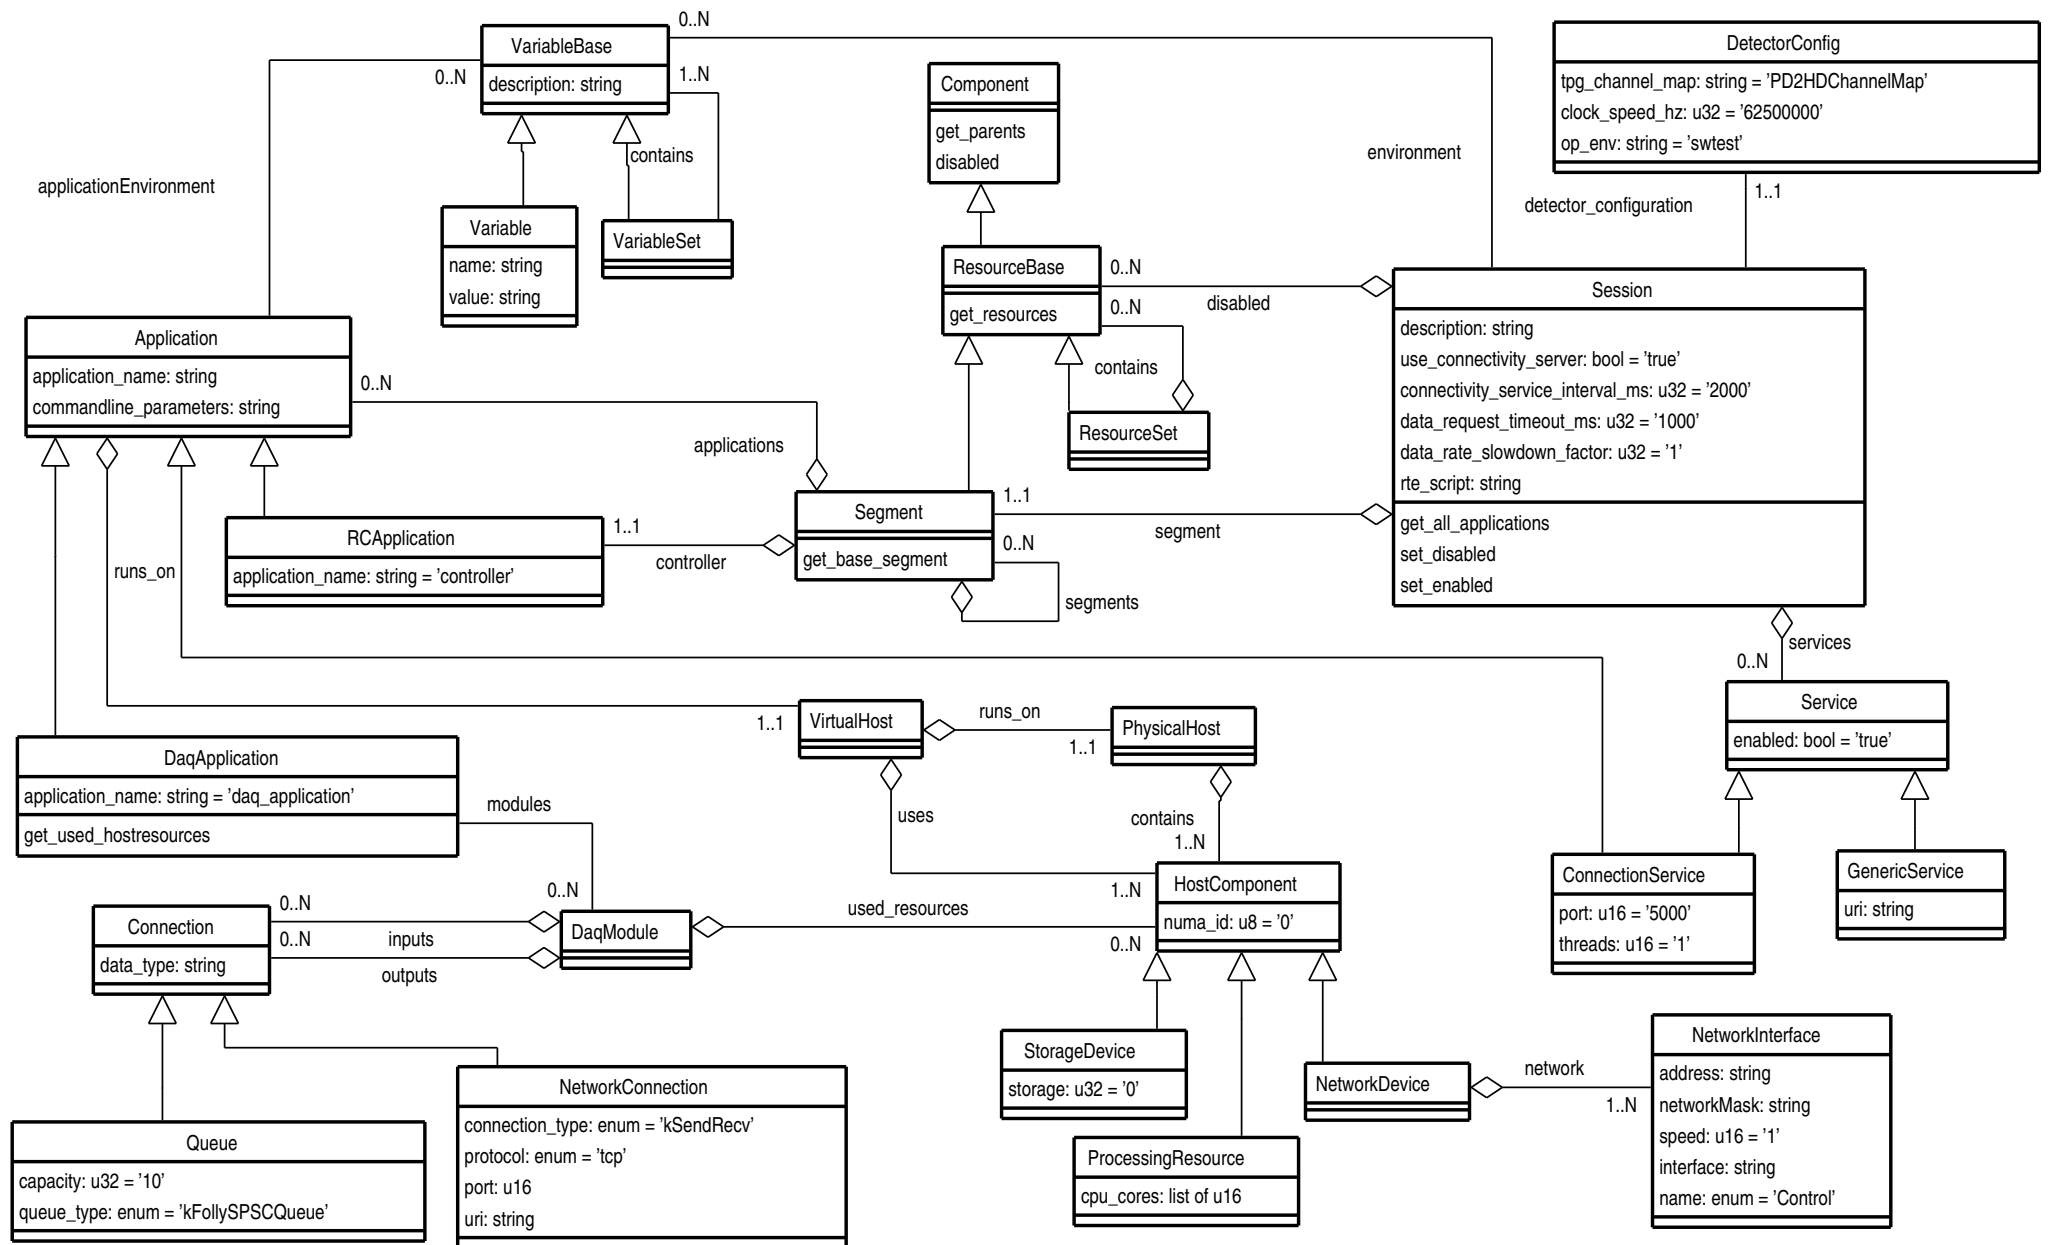 VariableBase
description: string
0..N
0..N
1..N
contains
applicationEnvironment
Variable
name: string
value: string
VariableSet
Component
get_parents
disabled
environment
DetectorConfig
tpg_channel_map: string = 'PD2HDChannelMap'
clock_speed_hz: u32 = '62500000'
op_env: string = 'swtest'
1..1
detector_configuration
ResourceBase
get_resources
0..N
disabled
0..N
contains
ResourceSet
Session
description: string
use_connectivity_server: bool = 'true'
connectivity_service_interval_ms: u32 = '2000'
data_request_timeout_ms: u32 = '1000'
data_rate_slowdown_factor: u32 = '1'
rte_script: string
get_all_applications
set_disabled
set_enabled
Application
application_name: string
commandline_parameters: string
0..N
applications
RCApplication
application_name: string = 'controller'
1..1
controller
runs_on
Segment
get_base_segment
1..1
segment
0..N
segments
services
0..N
Service
enabled: bool = 'true'
VirtualHost
1..1
runs_on
1..1
PhysicalHost
DaqApplication
application_name: string = 'daq_application'
get_used_hostresources
modules
0..N
uses
contains
1..N
1..N
HostComponent
numa_id: u8 = '0'
ConnectionService
port: u16 = '5000'
threads: u16 = '1'
GenericService
uri: string
Connection
data_type: string
0..N
inputs
0..N
outputs
DaqModule
used_resources
0..N
StorageDevice
storage: u32 = '0'
NetworkDevice
network
1..N
NetworkInterface
address: string
networkMask: string
speed: u16 = '1'
interface: string
name: enum = 'Control'
ProcessingResource
cpu_cores: list of u16
Queue
capacity: u32 = '10'
queue_type: enum = 'kFollySPSCQueue'
NetworkConnection
connection_type: enum = 'kSendRecv'
protocol: enum = 'tcp'
port: u16
uri: string